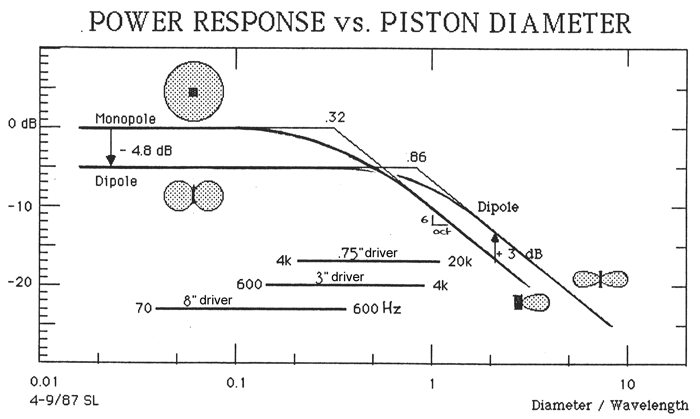 POWER RESPONSE vs. PISTON DIAMETER
Monopole
.32
0 dB
- 4.8 dB
.86
Dipole
-10
Dipole
6
oct
.75"driver
+ 3 dB
4k
20k
-20
3"driver
600
4k
8"driver
70
600 Hz
0.01
0.1
1
10
4-9/87 SL
Diameter / Wavelength